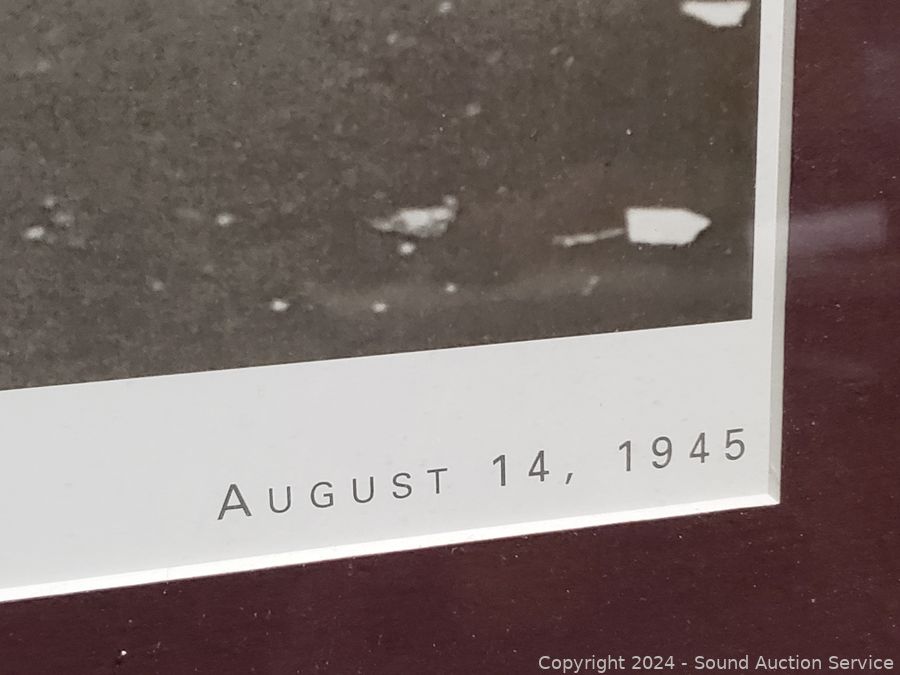 AUGUST 14, 1945
Copyright 2024 - Sound Auction Service